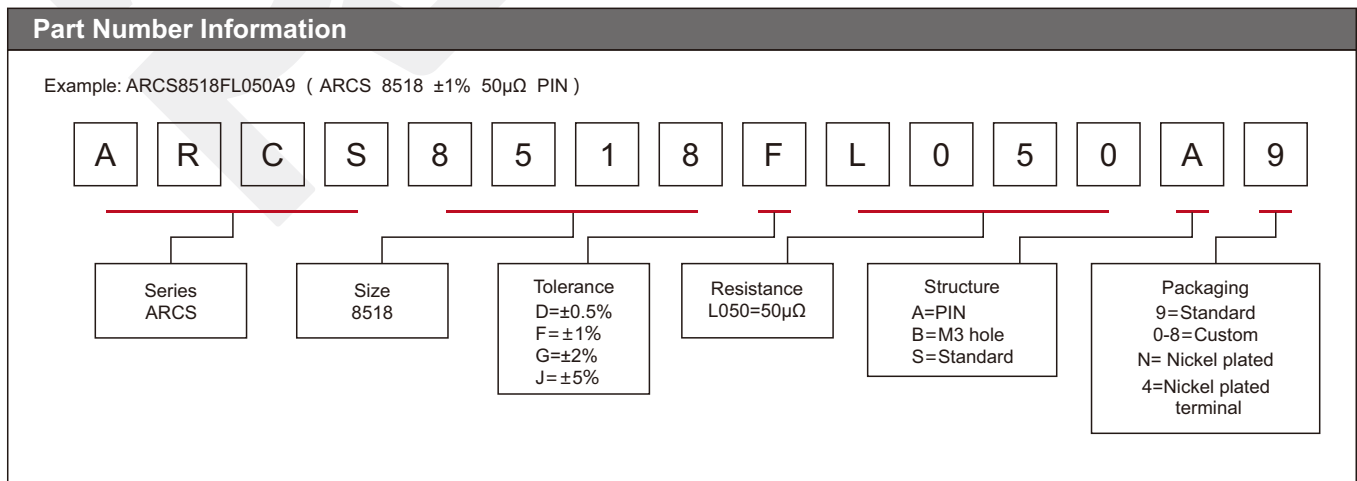 Part Number Information
Example: ARCS8518FL050A9 ( ARCS 8518 ±1% 50μΩ PIN )
A R C S 8 5 1 8 F L 0 5 0 A 9
Series
ARCS
Size
8518
Tolerance
D=±0.5%
F=±1%
G=±2%
J=±5%
Resistance
L050=50μΩ
Structure
A=PIN
B=M3 hole
S=Standard
Packaging
9=Standard
0-8=Custom
N= Nickel plated
4=Nickel plated
terminal